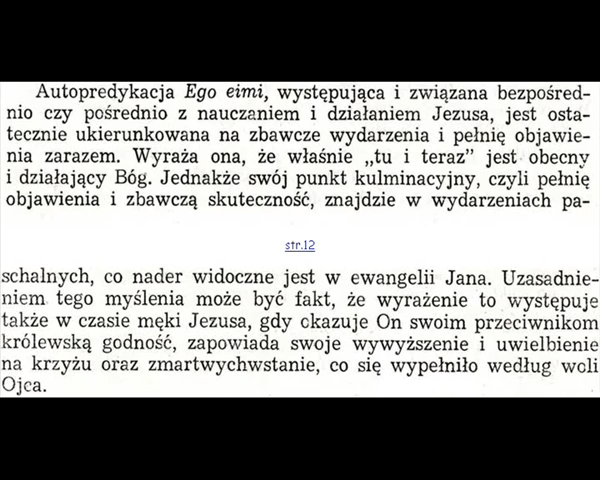 Autopredykacja Ego eimi, występująca i związana bezpośred-
nio czy pośrednio z nauczaniem i działaniem Jezusa, jest osta-
tecznie ukierunkowana na zbawcze wydarzenia i pełnię objawie-
nia zarazem. Wyraża ona, że właśnie „tu i teraz" jest obecny
i działający Bóg. Jednakże swój punkt kulminacyjny, czyli pełnię
objawienia i zbawczą skuteczność, znajdzie w wydarzeniach pa-
str.12
schalnych, co nader widoczne jest w ewangelii Jana. Uzasadnie-
niem tego myślenia może być fakt, że wyrażenie to występuje
także w czasie męki Jezusa, gdy okazuje On swoim przeciwnikom
królewską godność, zapowiada swoje wywyższenie i uwielbienie
na krzyżu oraz zmartwychwstanie, co się wypełniło według woli
Ojca.